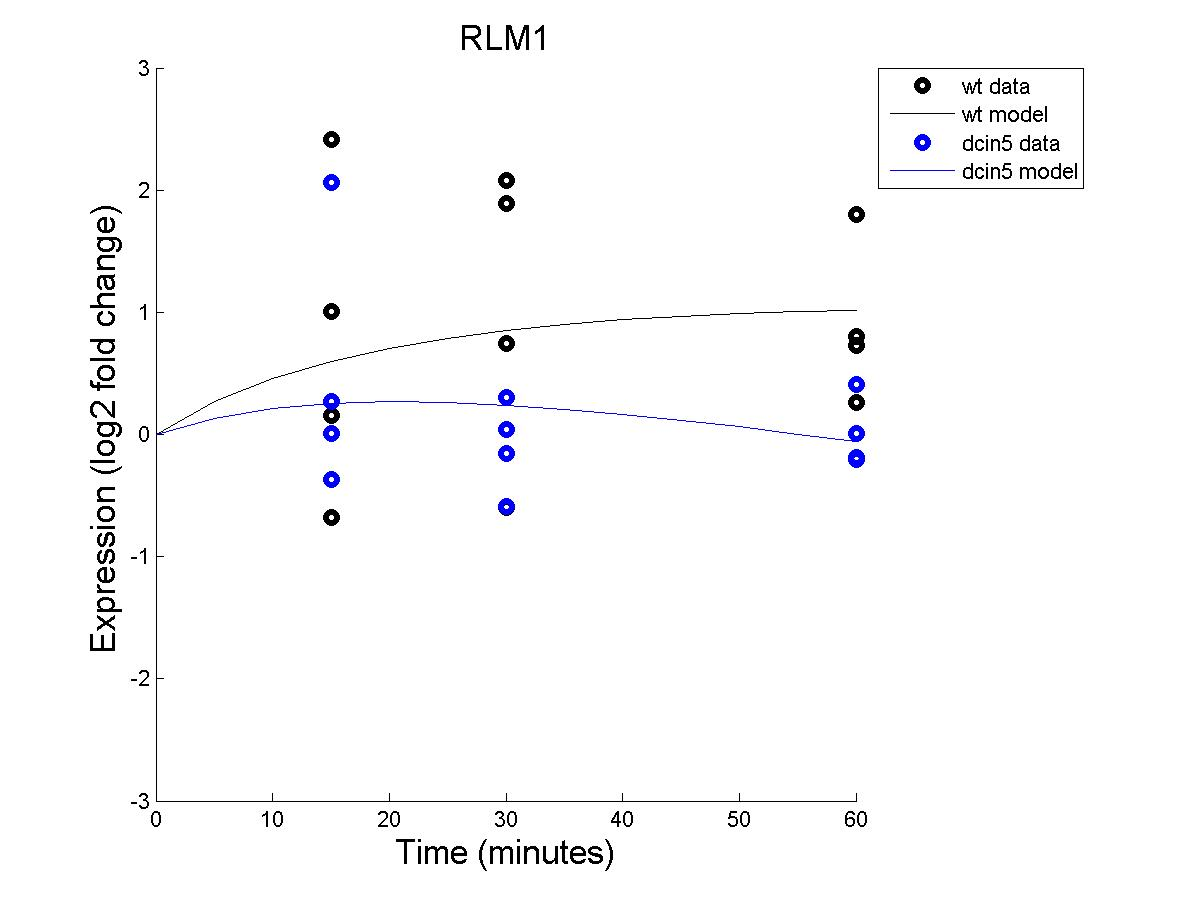 RLM1
3
2
1
0
-1
-2
-3
Expression (log2 fold change)
0
10
20
30
40
50
60
Time (minutes)
wt data
wt model
dcin5 data
dcin5 model